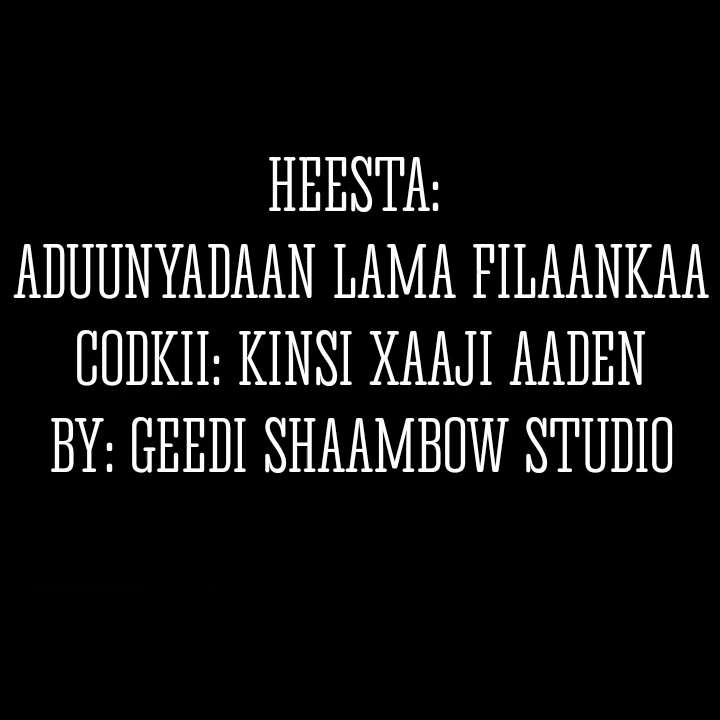 HEESTA:
ADUUNYADAAN LAMA FILAANKAA
CODKII: KINSI XAAJI AADEN
BY: GEEDI SHAAMBOW STUDIO